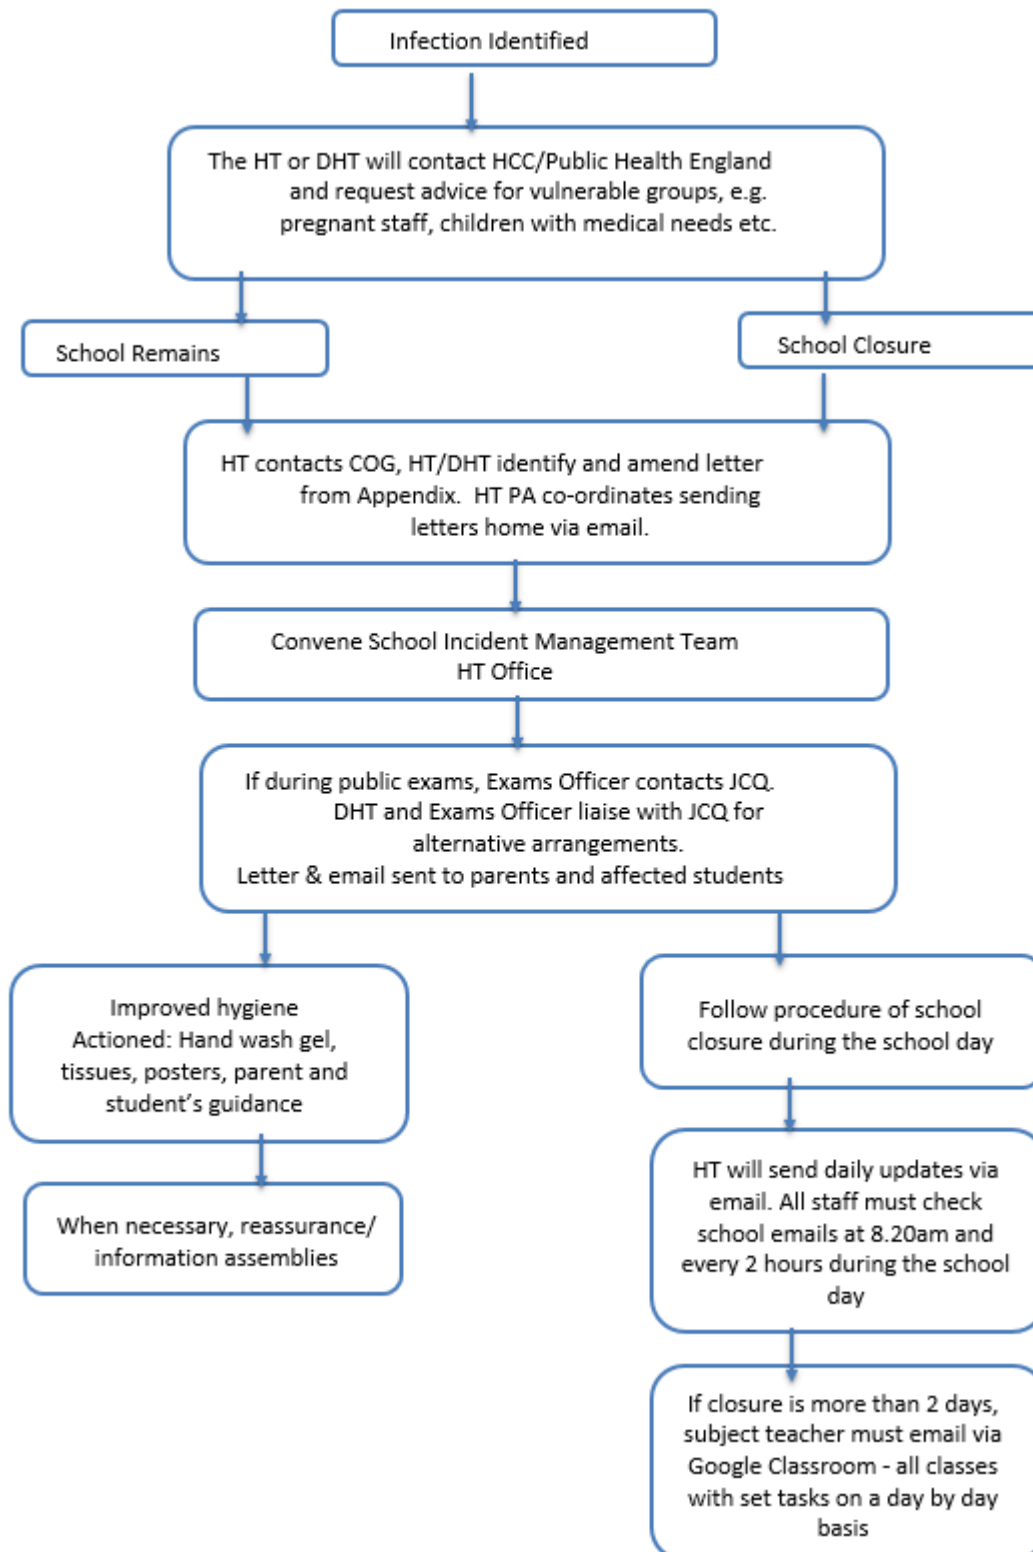 Infection Identified
The HT or DHT will contact HCC/Public Health England
and request advice for vulnerable groups, e.g.
pregnant staff, children with medical needs etc.
School Remains
School Closure
HT contacts COG, HT/DHT identify and amend letter
from Appendix. HT PA co-ordinates sending
letters home via email.
Convene School Incident Management Team
HT Office
If during public exams, Exams Officer contacts JCQ.
DHT and Exams Officer liaise with JCQ for
alternative arrangements.
Letter & email sent to parents and affected students
Improved hygiene
Actioned: Hand wash gel,
tissues, posters, parent and
student's guidance
When necessary, reassurance/
information assemblies
Follow procedure of school
closure during the school day
HT will send daily updates via
email. All staff must check
school emails at 8.20am and
every 2 hours during the school
day
If closure is more than 2 days,
subject teacher must email via
Google Classroom - all classes
with set tasks on a day by day
basis